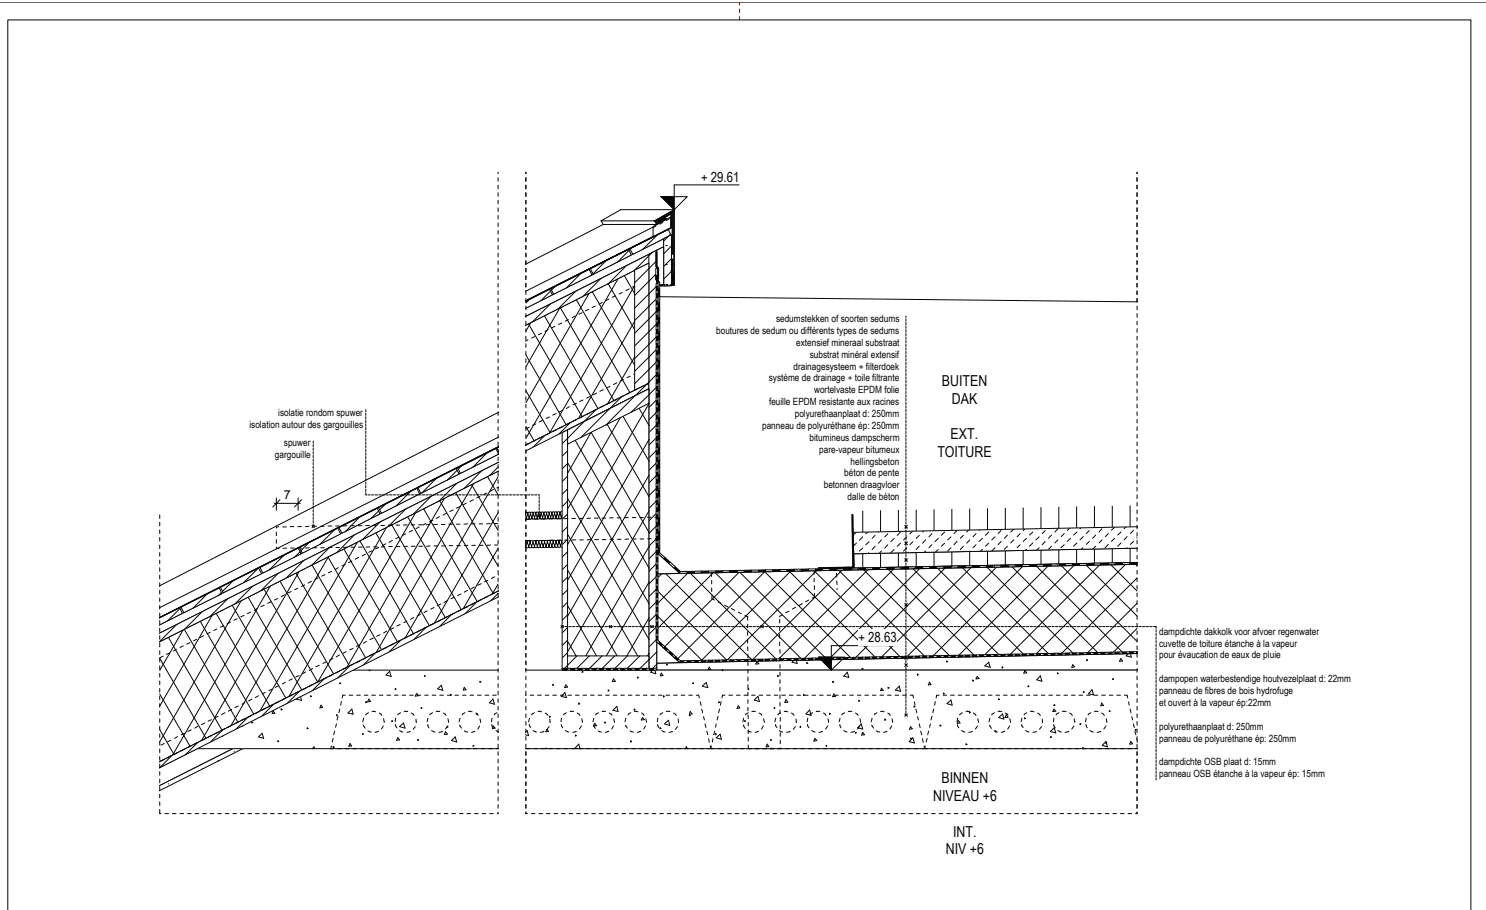 + 29.61
sedumstekken of soorten sedums
boutures de sedum ou différents types de sedums
extensief mineraal substraat
substrat minéral extensif
drainagesysteem + filterdoek
système de drainage + toile filtrante
wortelvaste EPDM folie
feuille EPDM resistante aux racines
polyurethaanplaat d: 250mm
panneau de polyuréthane ép: 250mm
bitumineus dampscherm
pare-vapeur bitumeux
hellingsbeton
béton de pente
betonnen draagvloer
dalle de béton
BUITEN
DAK
EXT.
TOITURE
isolatie rondom spuwer
isolation autour des gargouilles
spuwer
gargouille
7
+ 28.63
dampdichte dakkolk voor afvoer regenwater
cuvette de toiture étanche à la vapeur
pour évaucation de eaux de pluie
dampopen waterbestendige houtvezelplaat d: 22mm
panneau de fibres de bois hydrofuge
et ouvert à la vapeur ép:22mm
polyurethaanplaat d: 250mm
panneau de polyuréthane ép: 250mm
dampdichte OSB plaat d: 15mm
panneau OSB étanche à la vapeur ép: 15mm
BINNEN
NIVEAU +6
INT.
NIV +6